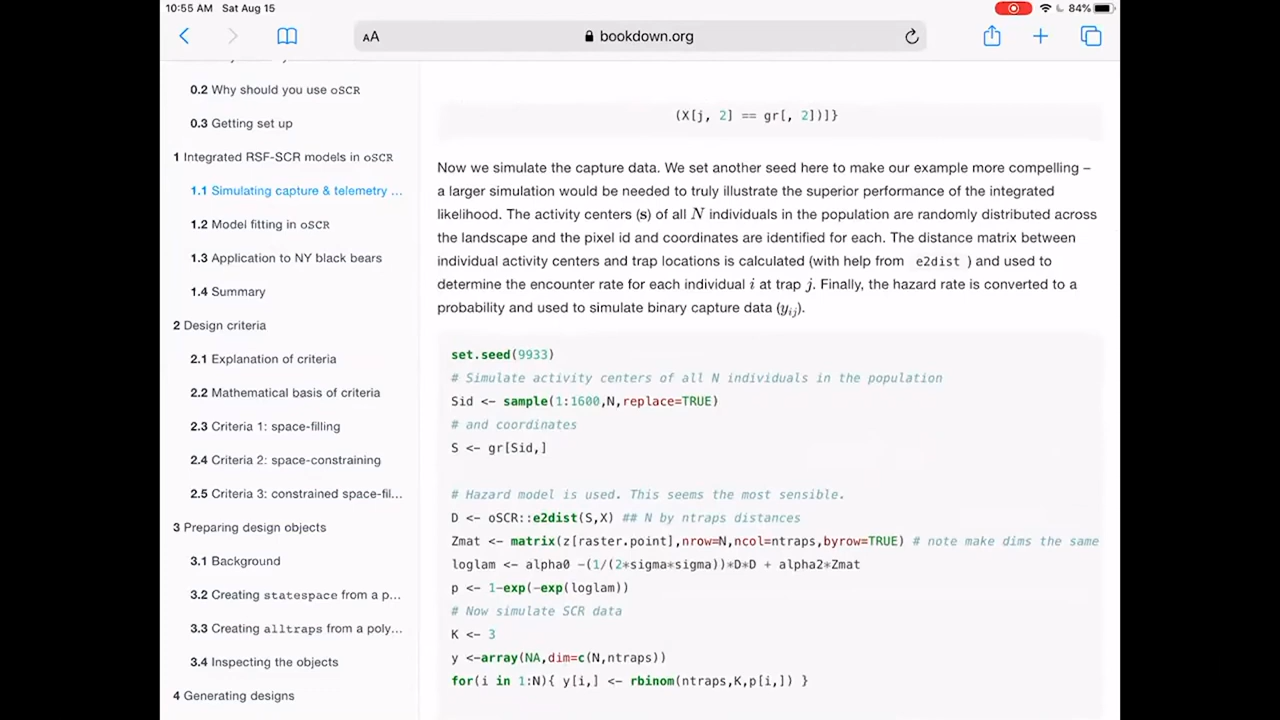 10:55 AM Sat Aug 15
84%
AA
bookdown.org
0.2 Why should you use oSCR
0.3 Getting set up
1 Integrated RSF-SCR models in oSCR
1.1 Simulating capture & telemetry ...
1.2 Model fitting in oSCR
1.3 Application to NY black bears
1.4 Summary
2 Design criteria
2.1 Explanation of criteria
2.2 Mathematical basis of criteria
2.3 Criteria 1: space-filling
2.4 Criteria 2: space-constraining
2.5 Criteria 3: constrained space-fil...
3 Preparing design objects
3.1 Background
3.2 Creating statespace from a p...
3.3 Creating alltraps from a poly...
3.4 Inspecting the objects
4 Generating designs
(X[j, 2] == gr[, 2])]}
Now we simulate the capture data. We set another seed here to make our example more compelling –
a larger simulation would be needed to truly illustrate the superior performance of the integrated
likelihood. The activity centers (s) of all N individuals in the population are randomly distributed across
the landscape and the pixel id and coordinates are identified for each. The distance matrix between
individual activity centers and trap locations is calculated (with help from e2dist ) and used to
determine the encounter rate for each individual i at trap j. Finally, the hazard rate is converted to a
probability and used to simulate binary capture data (yij).
set.seed(9933)
# Simulate activity centers of all N individuals in the population
Sid <- sample(1:1600,N,replace=TRUE)
# and coordinates
S <- gr[Sid,]
# Hazard model is used. This seems the most sensible.
D <- oSCR::e2dist(S,X) ## N by ntraps distances
Zmat <- matrix(z[raster.point],nrow=N,ncol=ntraps,byrow=TRUE) # note make dims the same
loglam <- alpha0 -(1/(2*sigma*sigma))*D*D + alpha2*Zmat
p <- 1-exp(-exp(loglam))
# Now simulate SCR data
K <- 3
y <-array(NA,dim=c(N,ntraps))
for(i in 1:N){ y[i,] <- rbinom(ntraps,K,p[i,]) }